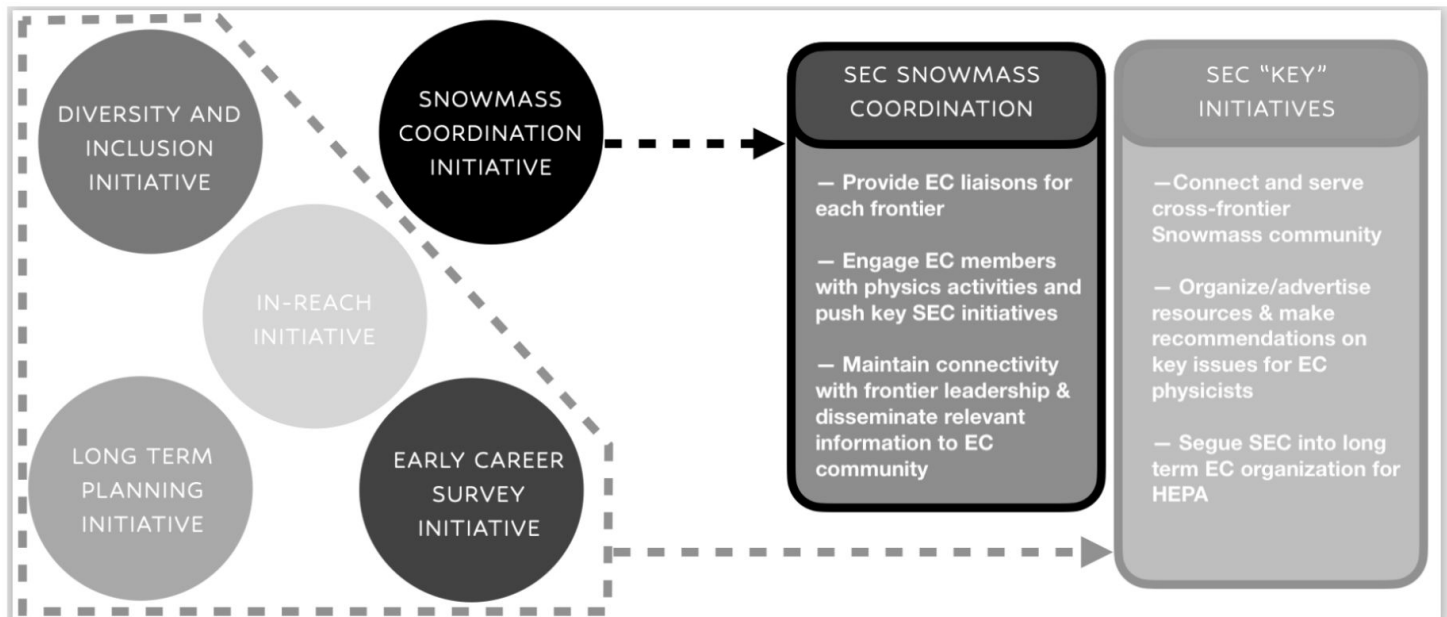 DIVERSITY AND
INCLUSION
INITIATIVE
SNOWMASS
COORDINATION
INITIATIVE
IN-REACH
INITIATIVE
LONG TERM
PLANNING
INITIATIVE
EARLY CAREER
SURVEY
INITIATIVE
SEC SNOWMASS
COORDINATION
— Provide EC liaisons for
each frontier
— Engage EC members
with physics activities and
push key SEC initiatives
— Maintain connectivity
with frontier leadership &
disseminate relevant
information to EC
community
SEC “KEY”
INITIATIVES
—Connect and serve
cross-frontier
Snowmass community
— Organize/advertise
resources & make
recommendations on
key issues for EC
physicists
— Segue SEC into long
term EC organization for
HEPA